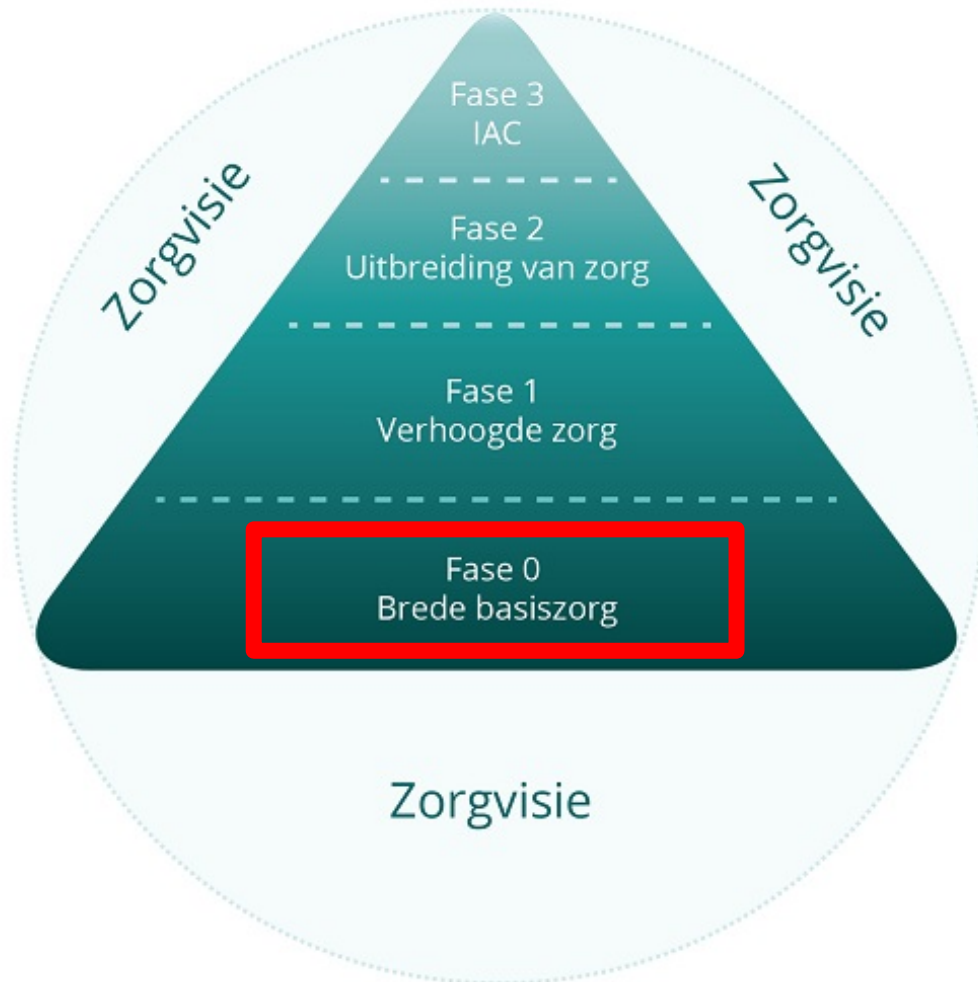 Fase 3
IAC
Zorgvisie
Zorgvisie
Fase 2
Uitbreiding van zorg
Fase 1
Verhoogde zorg
Fase 0
Brede basiszorg
Zorgvisie